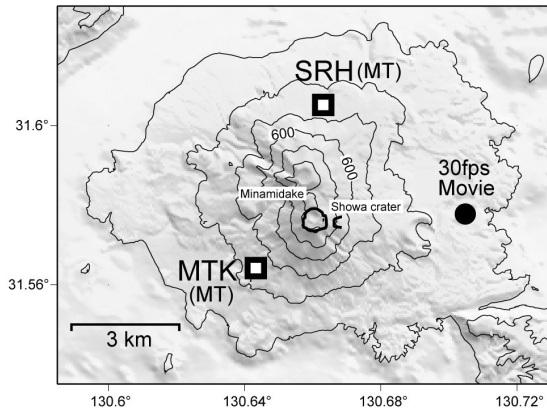 SRH (MT)
31.6°
600
600
30fps
Movie
Minamidake
Showa crater
MTK
(MT)
31.56°
3 km
130.6° 130.64° 130.68° 130.72°